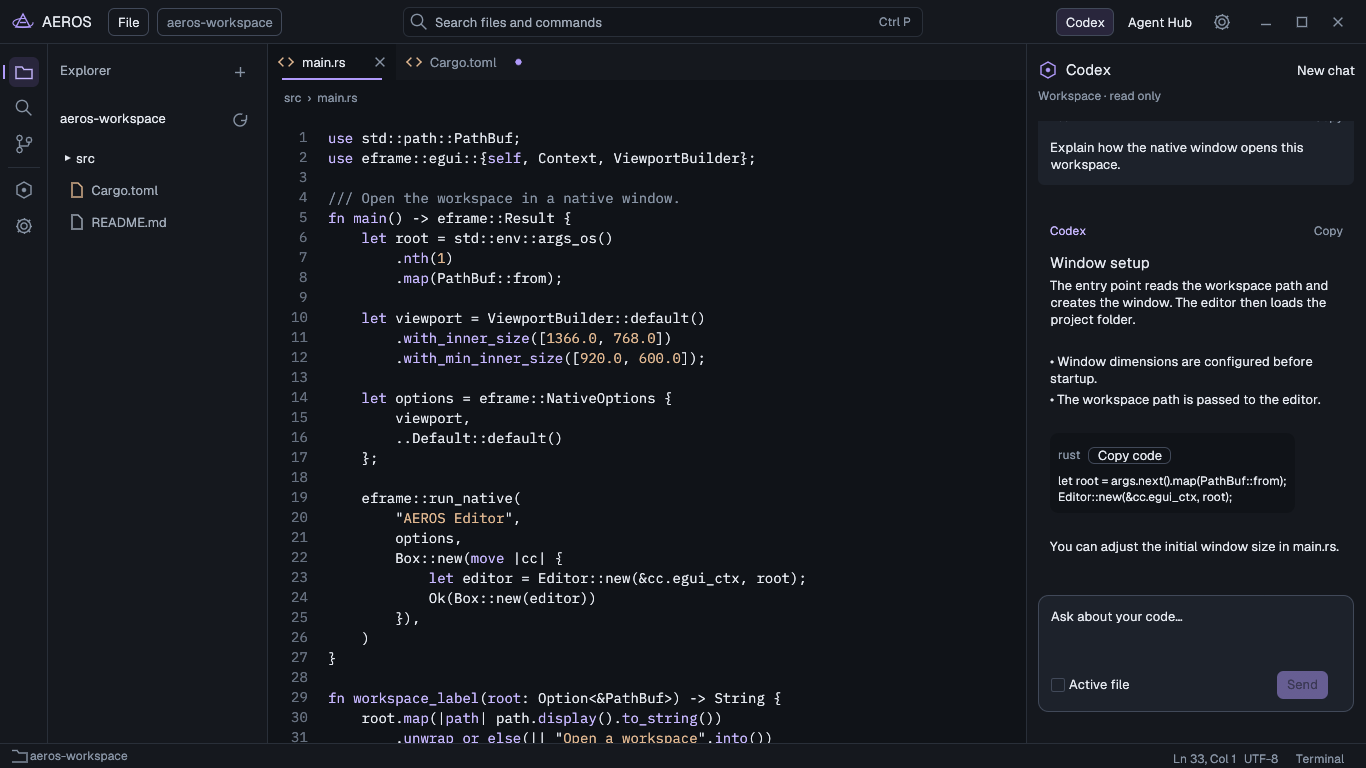 AEROS
File
aeros-workspace
Search files and commands
Ctrl P
Codex
Agent Hub
Explorer
aeros-workspace
src
Cargo.toml
README.md
main.rs
Cargo.toml
src › main.rs
1 use std::path::PathBuf;
2 use eframe::egui::{self, Context, ViewportBuilder};
3
4 /// Open the workspace in a native window.
5 fn main() -> eframe::Result {
6 let root = std::env::args_os()
7 .nth(1)
8 .map(PathBuf::from);
9
10 let viewport = ViewportBuilder::default()
11 .with_inner_size([1366.0, 768.0])
12 .with_min_inner_size([920.0, 600.0]);
13
14 let options = eframe::NativeOptions {
15 viewport,
16 ..Default::default()
17 };
18
19 eframe::run_native(
20 "AEROS Editor",
21 options,
22 Box::new(move |cc| {
23 let editor = Editor::new(&cc.egui_ctx, root);
24 Ok(Box::new(editor))
25 }),
26 )
27 }
28
29 fn workspace_label(root: Option<&PathBuf>) -> String {
30 root.map(|path| path.display().to_string())
31 .unwrap_or_else(|| "Open a workspace".into())
Codex
New chat
Workspace · read only
Explain how the native window opens this
workspace.
Codex
Copy
Window setup
The entry point reads the workspace path and
creates the window. The editor then loads the
project folder.
• Window dimensions are configured before
startup.
• The workspace path is passed to the editor.
rust
Copy code
let root = args.next().map(PathBuf::from);
Editor::new(&cc.egui_ctx, root);
You can adjust the initial window size in main.rs.
Ask about your code…
Active file
Send
aeros-workspace
Ln 33, Col 1
UTF-8
Terminal